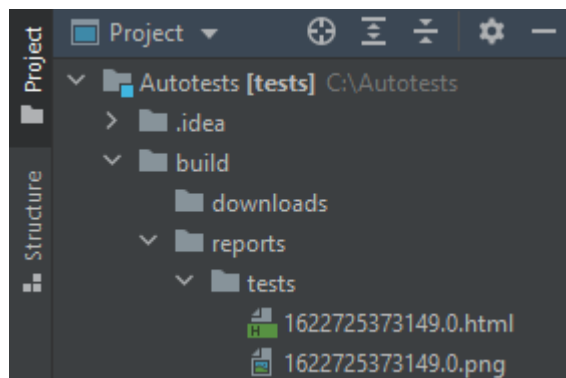 Project
Project
Autotests [tests] C:\Autotests
.idea
build
downloads
reports
tests
1622725373149.0.html
1622725373149.0.png
Structure